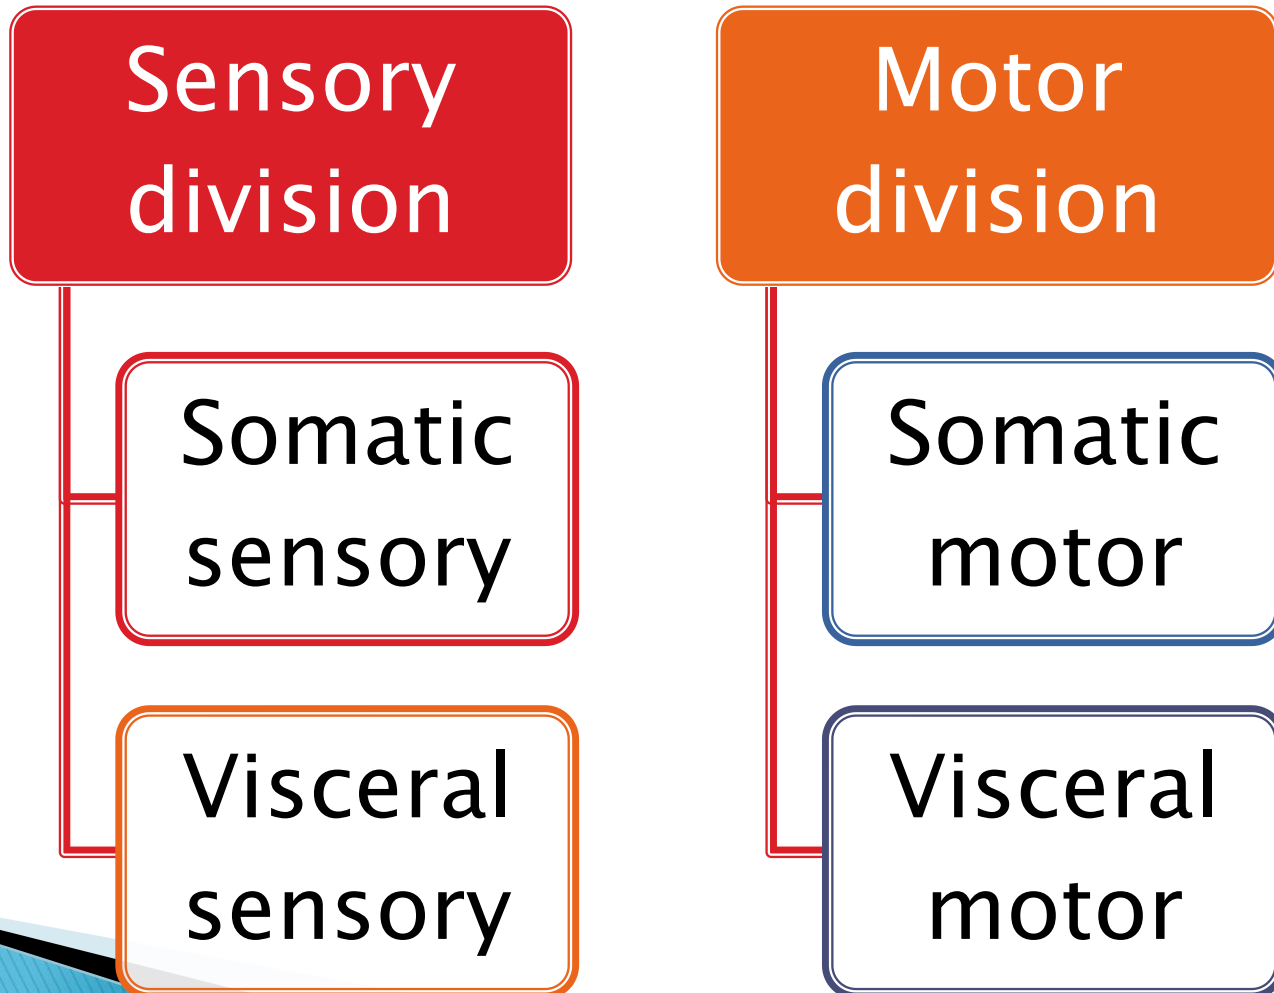 Sensory
division
Somatic
sensory
Visceral
sensory
Motor
division
Somatic
motor
Visceral
motor